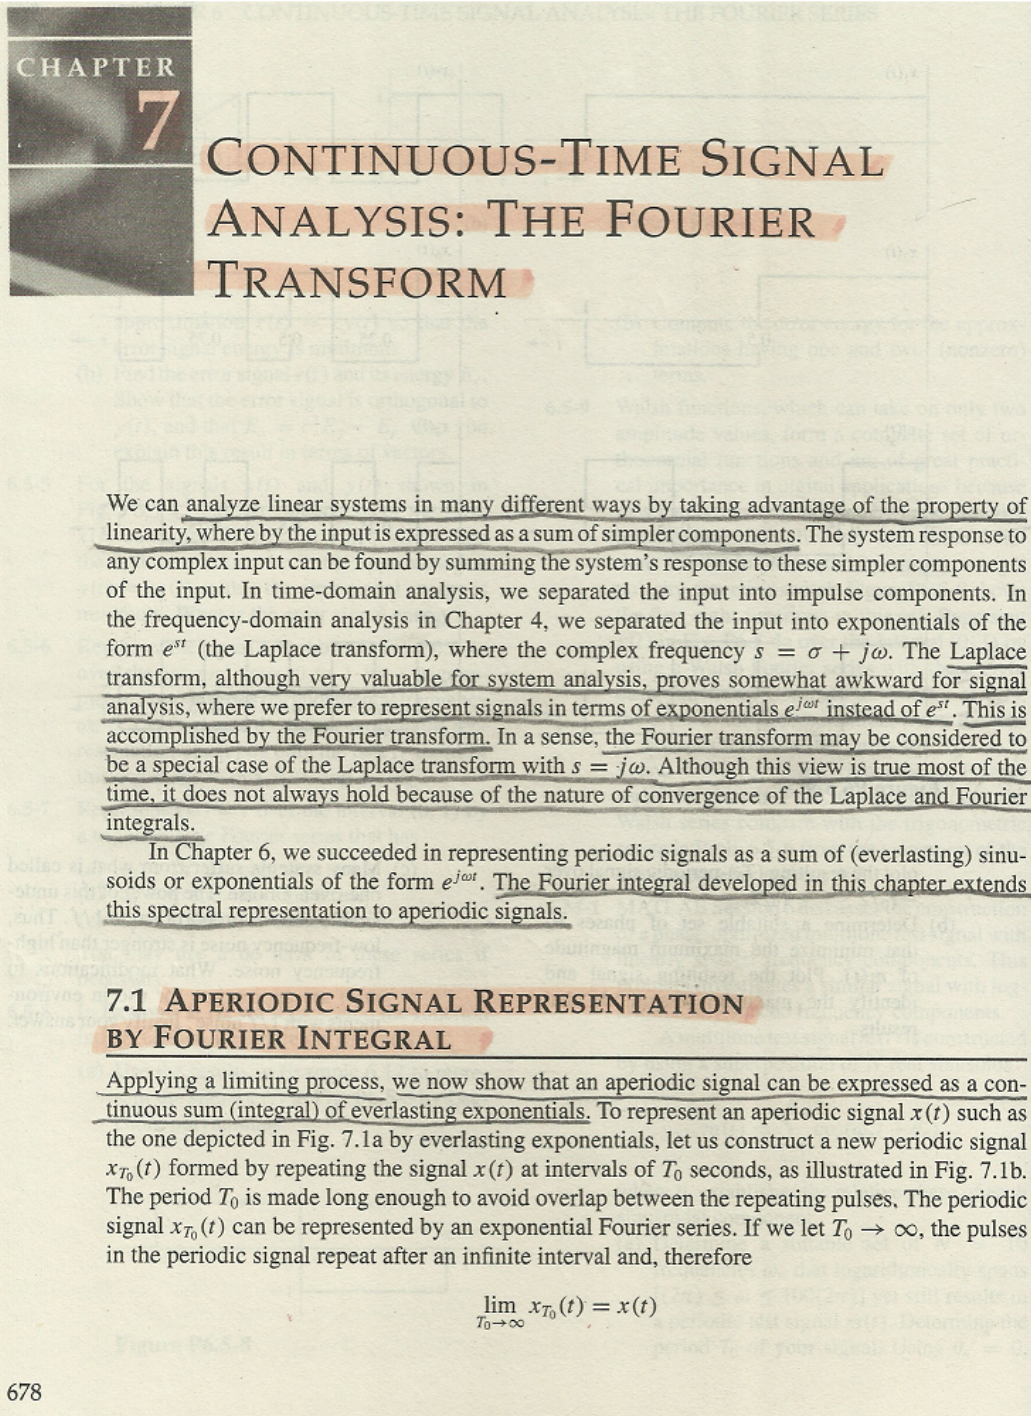 CHAPTER
7
CONTINUOUS-TIME SIGNAL
ANALYSIS: THE FOURIER
TRANSFORM
We can analyze linear systems in many different ways by taking advantage of the property of
linearity, where by the input is expressed as a sum of simpler components. The system response to
any complex input can be found by summing the system's response to these simpler components
of the input. In time-domain analysis, we separated the input into impulse components. In
the frequency-domain analysis in Chapter 4, we separated the input into exponentials of the
form e^{st} (the Laplace transform), where the complex frequency s = σ + jω. The Laplace
transform, although very valuable for system analysis, proves somewhat awkward for signal
analysis, where we prefer to represent signals in terms of exponentials e^{jωt} instead of e^{st}. This is
accomplished by the Fourier transform. In a sense, the Fourier transform may be considered to
be a special case of the Laplace transform with s = jω. Although this view is true most of the
time, it does not always hold because of the nature of convergence of the Laplace and Fourier
integrals.
In Chapter 6, we succeeded in representing periodic signals as a sum of (everlasting) sinu-
soids or exponentials of the form e^{jωt}. The Fourier integral developed in this chapter extends
this spectral representation to aperiodic signals.
7.1 APERIODIC SIGNAL REPRESENTATION
BY FOURIER INTEGRAL
Applying a limiting process, we now show that an aperiodic signal can be expressed as a con-
tinuous sum (integral) of everlasting exponentials. To represent an aperiodic signal x(t) such as
the one depicted in Fig. 7.1a by everlasting exponentials, let us construct a new periodic signal
x_{T_0}(t) formed by repeating the signal x(t) at intervals of T_0 seconds, as illustrated in Fig. 7.1b.
The period T_0 is made long enough to avoid overlap between the repeating pulses. The periodic
signal x_{T_0}(t) can be represented by an exponential Fourier series. If we let T_0 → ∞, the pulses
in the periodic signal repeat after an infinite interval and, therefore
lim_{T_0→∞} x_{T_0}(t) = x(t)
678